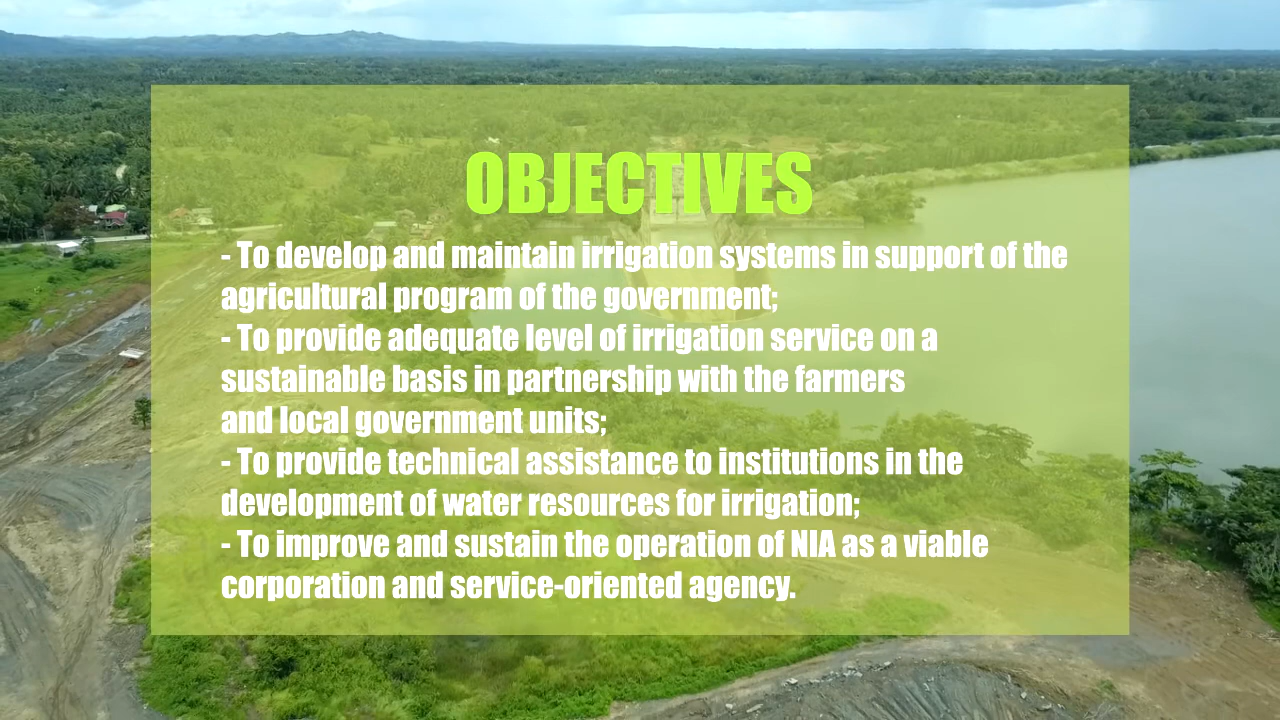 OBJECTIVES
- To develop and maintain irrigation systems in support of the
agricultural program of the government;
- To provide adequate level of irrigation service on a
sustainable basis in partnership with the farmers
and local government units;
- To provide technical assistance to institutions in the
development of water resources for irrigation;
- To improve and sustain the operation of NIA as a viable
corporation and service-oriented agency.